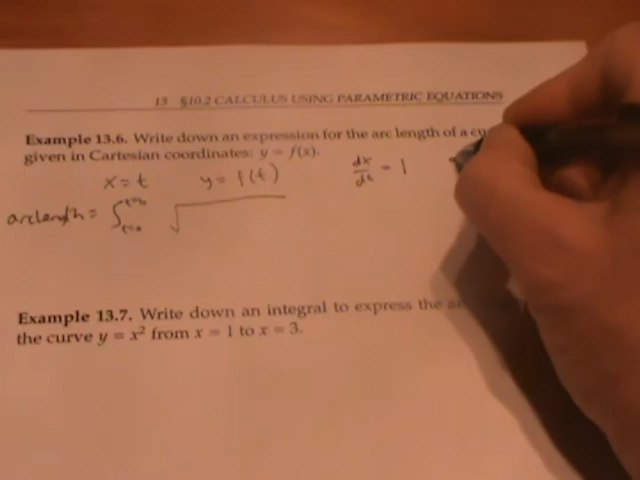 13 §10.2 CALCULUS USING PARAMETRIC EQUATIONS
Example 13.6. Write down an expression for the arc length of a cu
given in Cartesian coordinates: y = f(x).
x = t y = f(t) dx/dt = 1
arclength = ∫ t=b t=a √
Example 13.7. Write down an integral to express the
the curve y = x² from x = 1 to x = 3.